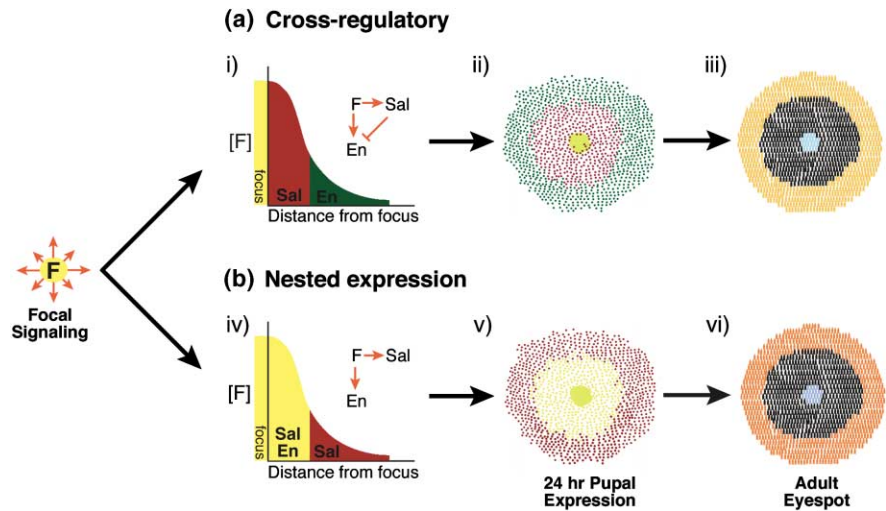 (a) Cross-regulatory
i)
ii)
iii)
[F]
F
Sal
En
focus
Sal
En
Distance from focus
F
Focal
Signaling
(b) Nested expression
iv)
v)
vi)
[F]
F
Sal
En
focus
Sal
En
Sal
Distance from focus
24 hr Pupal
Expression
Adult
Eyespot